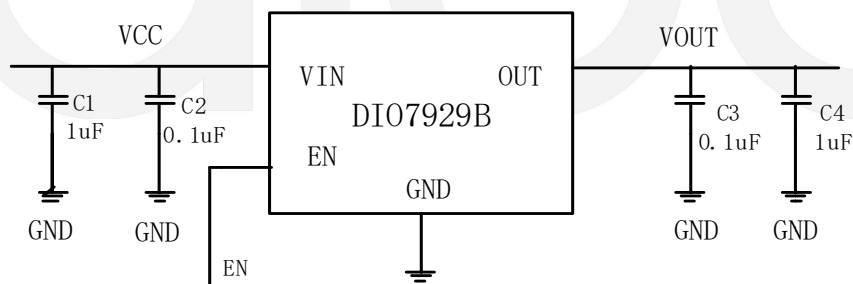 VCC
VOUT
VIN
OUT
C1
1uF
C2
0.1uF
DIO7929B
C3
0.1uF
C4
1uF
EN
GND
GND
GND
GND
GND
EN